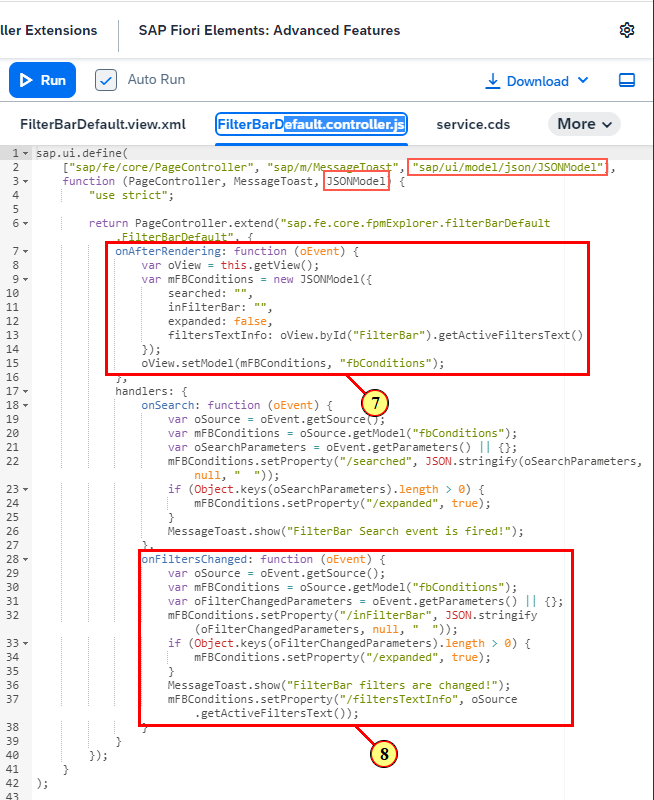 ller Extensions
SAP Fiori Elements: Advanced Features
Run
Auto Run
Download
FilterBarDefault.view.xml
FilterBarDefault.controller.js
service.cds
More
1 sap.ui.define(
2 ["sap/fe/core/PageController", "sap/m/MessageToast", "sap/ui/model/json/JSONModel"],
3 function (PageController, MessageToast, JSONModel) {
4 "use strict";
5
6 return PageController.extend("sap.fe.core.fpmExplorer.filterBarDefault
.FilterBarDefault", {
7 onAfterRendering: function (oEvent) {
8 var oView = this.getView();
9 var mFBConditions = new JSONModel({
10 searched: "",
11 inFilterBar: "",
12 expanded: false,
13 filtersTextInfo: oView.byId("FilterBar").getActiveFiltersText()
14 });
15 oView.setModel(mFBConditions, "fbConditions");
16 },
17 handlers: {
18 onSearch: function (oEvent) {
19 var oSource = oEvent.getSource();
20 var mFBConditions = oSource.getModel("fbConditions");
21 var oSearchParameters = oEvent.getParameters() || {};
22 mFBConditions.setProperty("/searched", JSON.stringify(oSearchParameters,
null, "  "));
23 if (Object.keys(oSearchParameters).length > 0) {
24 mFBConditions.setProperty("/expanded", true);
25 }
26 MessageToast.show("FilterBar Search event is fired!");
27 },
28 onFiltersChanged: function (oEvent) {
29 var oSource = oEvent.getSource();
30 var mFBConditions = oSource.getModel("fbConditions");
31 var oFilterChangedParameters = oEvent.getParameters() || {};
32 mFBConditions.setProperty("/inFilterBar", JSON.stringify
(oFilterChangedParameters, null, "  "));
33 if (Object.keys(oFilterChangedParameters).length > 0) {
34 mFBConditions.setProperty("/expanded", true);
35 }
36 MessageToast.show("FilterBar filters are changed!");
37 mFBConditions.setProperty("/filtersTextInfo", oSource
.getActiveFiltersText());
38 }
39 }
40 });
41 }
42 );
43
7
8